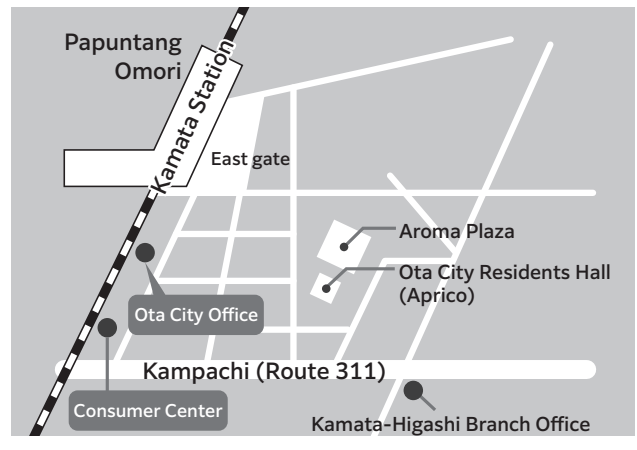 Papuntang
Omori
Kamata Station
East gate
Aroma Plaza
Ota City Residents Hall
(Aprico)
Ota City Office
Kampachi (Route 311)
Consumer Center
Kamata-Higashi Branch Office